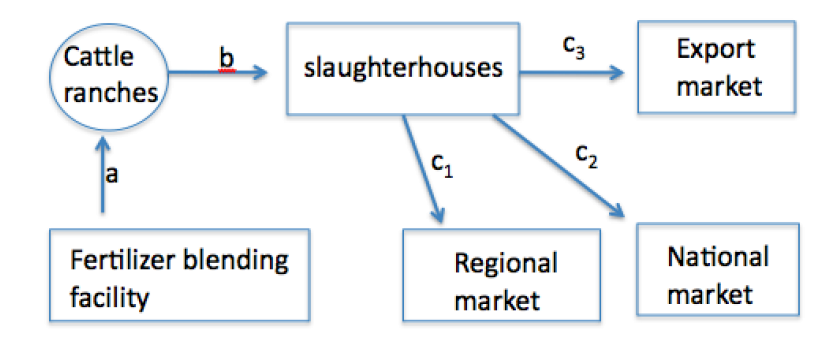 Cattle
ranches
b
slaughterhouses
c3
Export
market
a
c1
c2
Fertilizer blending
facility
Regional
market
National
market